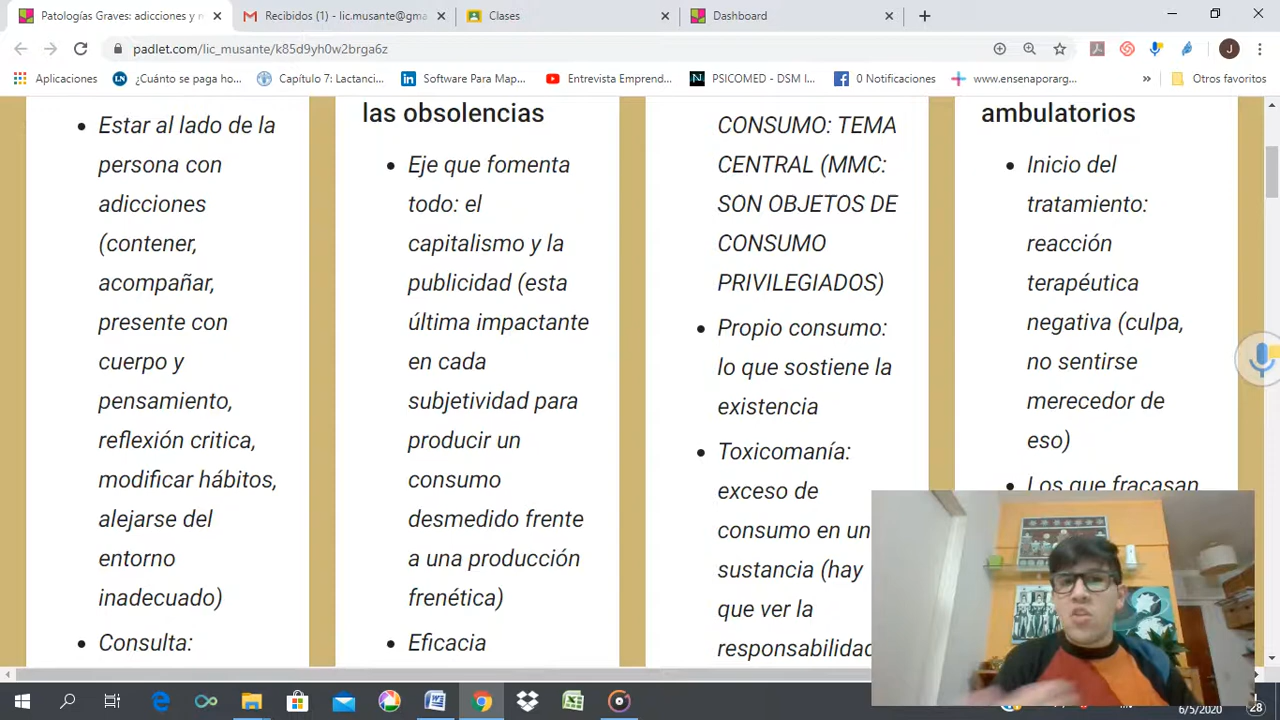 Patologías Graves: adicciones y r
Recibidos (1) - lic.musante@gma
Clases
Dashboard
padlet.com/lic_musante/k85d9yh0w2brga6z
J
Aplicaciones
¿Cuánto se paga ho...
Capítulo 7: Lactanci...
Software Para Map...
Entrevista Emprend...
PSICOMED - DSM I...
0 Notificaciones
www.ensenaporarg...
»
Otros favoritos
Estar al lado de la
persona con
adicciones
(contener,
acompañar,
presente con
cuerpo y
pensamiento,
reflexión critica,
modificar hábitos,
alejarse del
entorno
inadecuado)
Consulta:
las obsolencias
Eje que fomenta
todo: el
capitalismo y la
publicidad (esta
última impactante
en cada
subjetividad para
producir un
consumo
desmedido frente
a una producción
frenética)
Eficacia
CONSUMO: TEMA
CENTRAL (MMC:
SON OBJETOS DE
CONSUMO
PRIVILEGIADOS)
Propio consumo:
lo que sostiene la
existencia
Toxicomanía:
exceso de
consumo en un
sustancia (hay
que ver la
responsabilidad
ambulatorios
Inicio del
tratamiento:
reacción
terapéutica
negativa (culpa,
no sentirse
merecedor de
eso)
Los que fracasan
6/5/2020
28